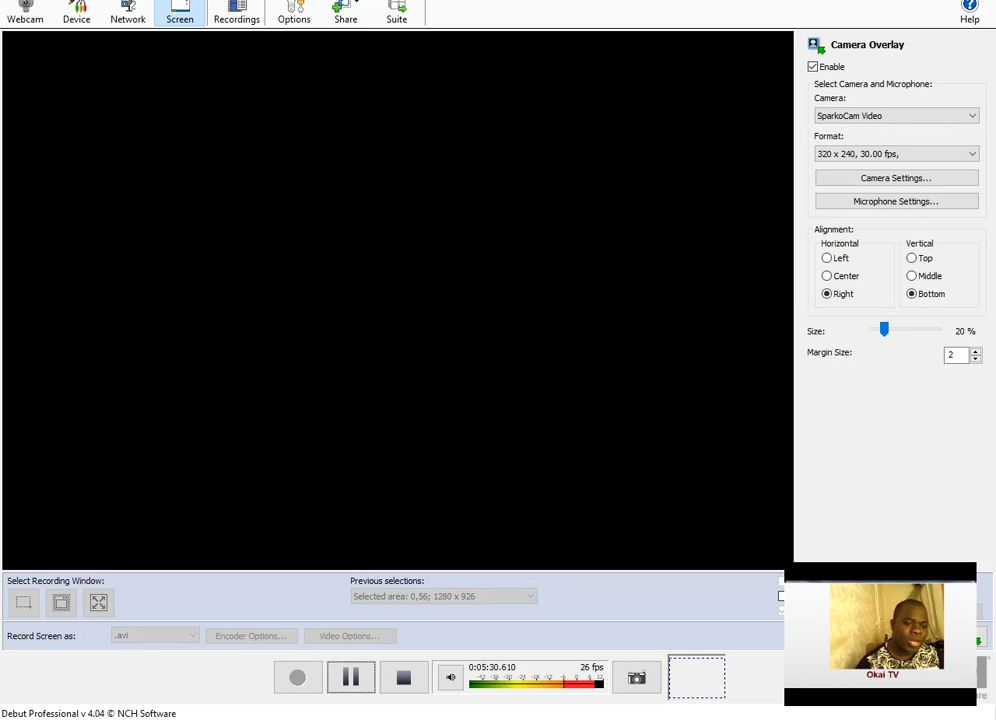 Webcam
Device
Network
Screen
Recordings
Options
Share
Suite
Help
Camera Overlay
Enable
Select Camera and Microphone:
Camera:
SparkoCam Video
Format:
320 x 240, 30.00 fps,
Camera Settings...
Microphone Settings...
Alignment:
Horizontal
Vertical
Left
Top
Center
Middle
Right
Bottom
Size:
20 %
Margin Size:
2
Select Recording Window:
Previous selections:
Selected area: 0,56; 1280 x 926
Record Screen as:
.avi
Encoder Options...
Video Options...
0:05:30.610
26 fps
Okai TV
Debut Professional v 4.04 © NCH Software